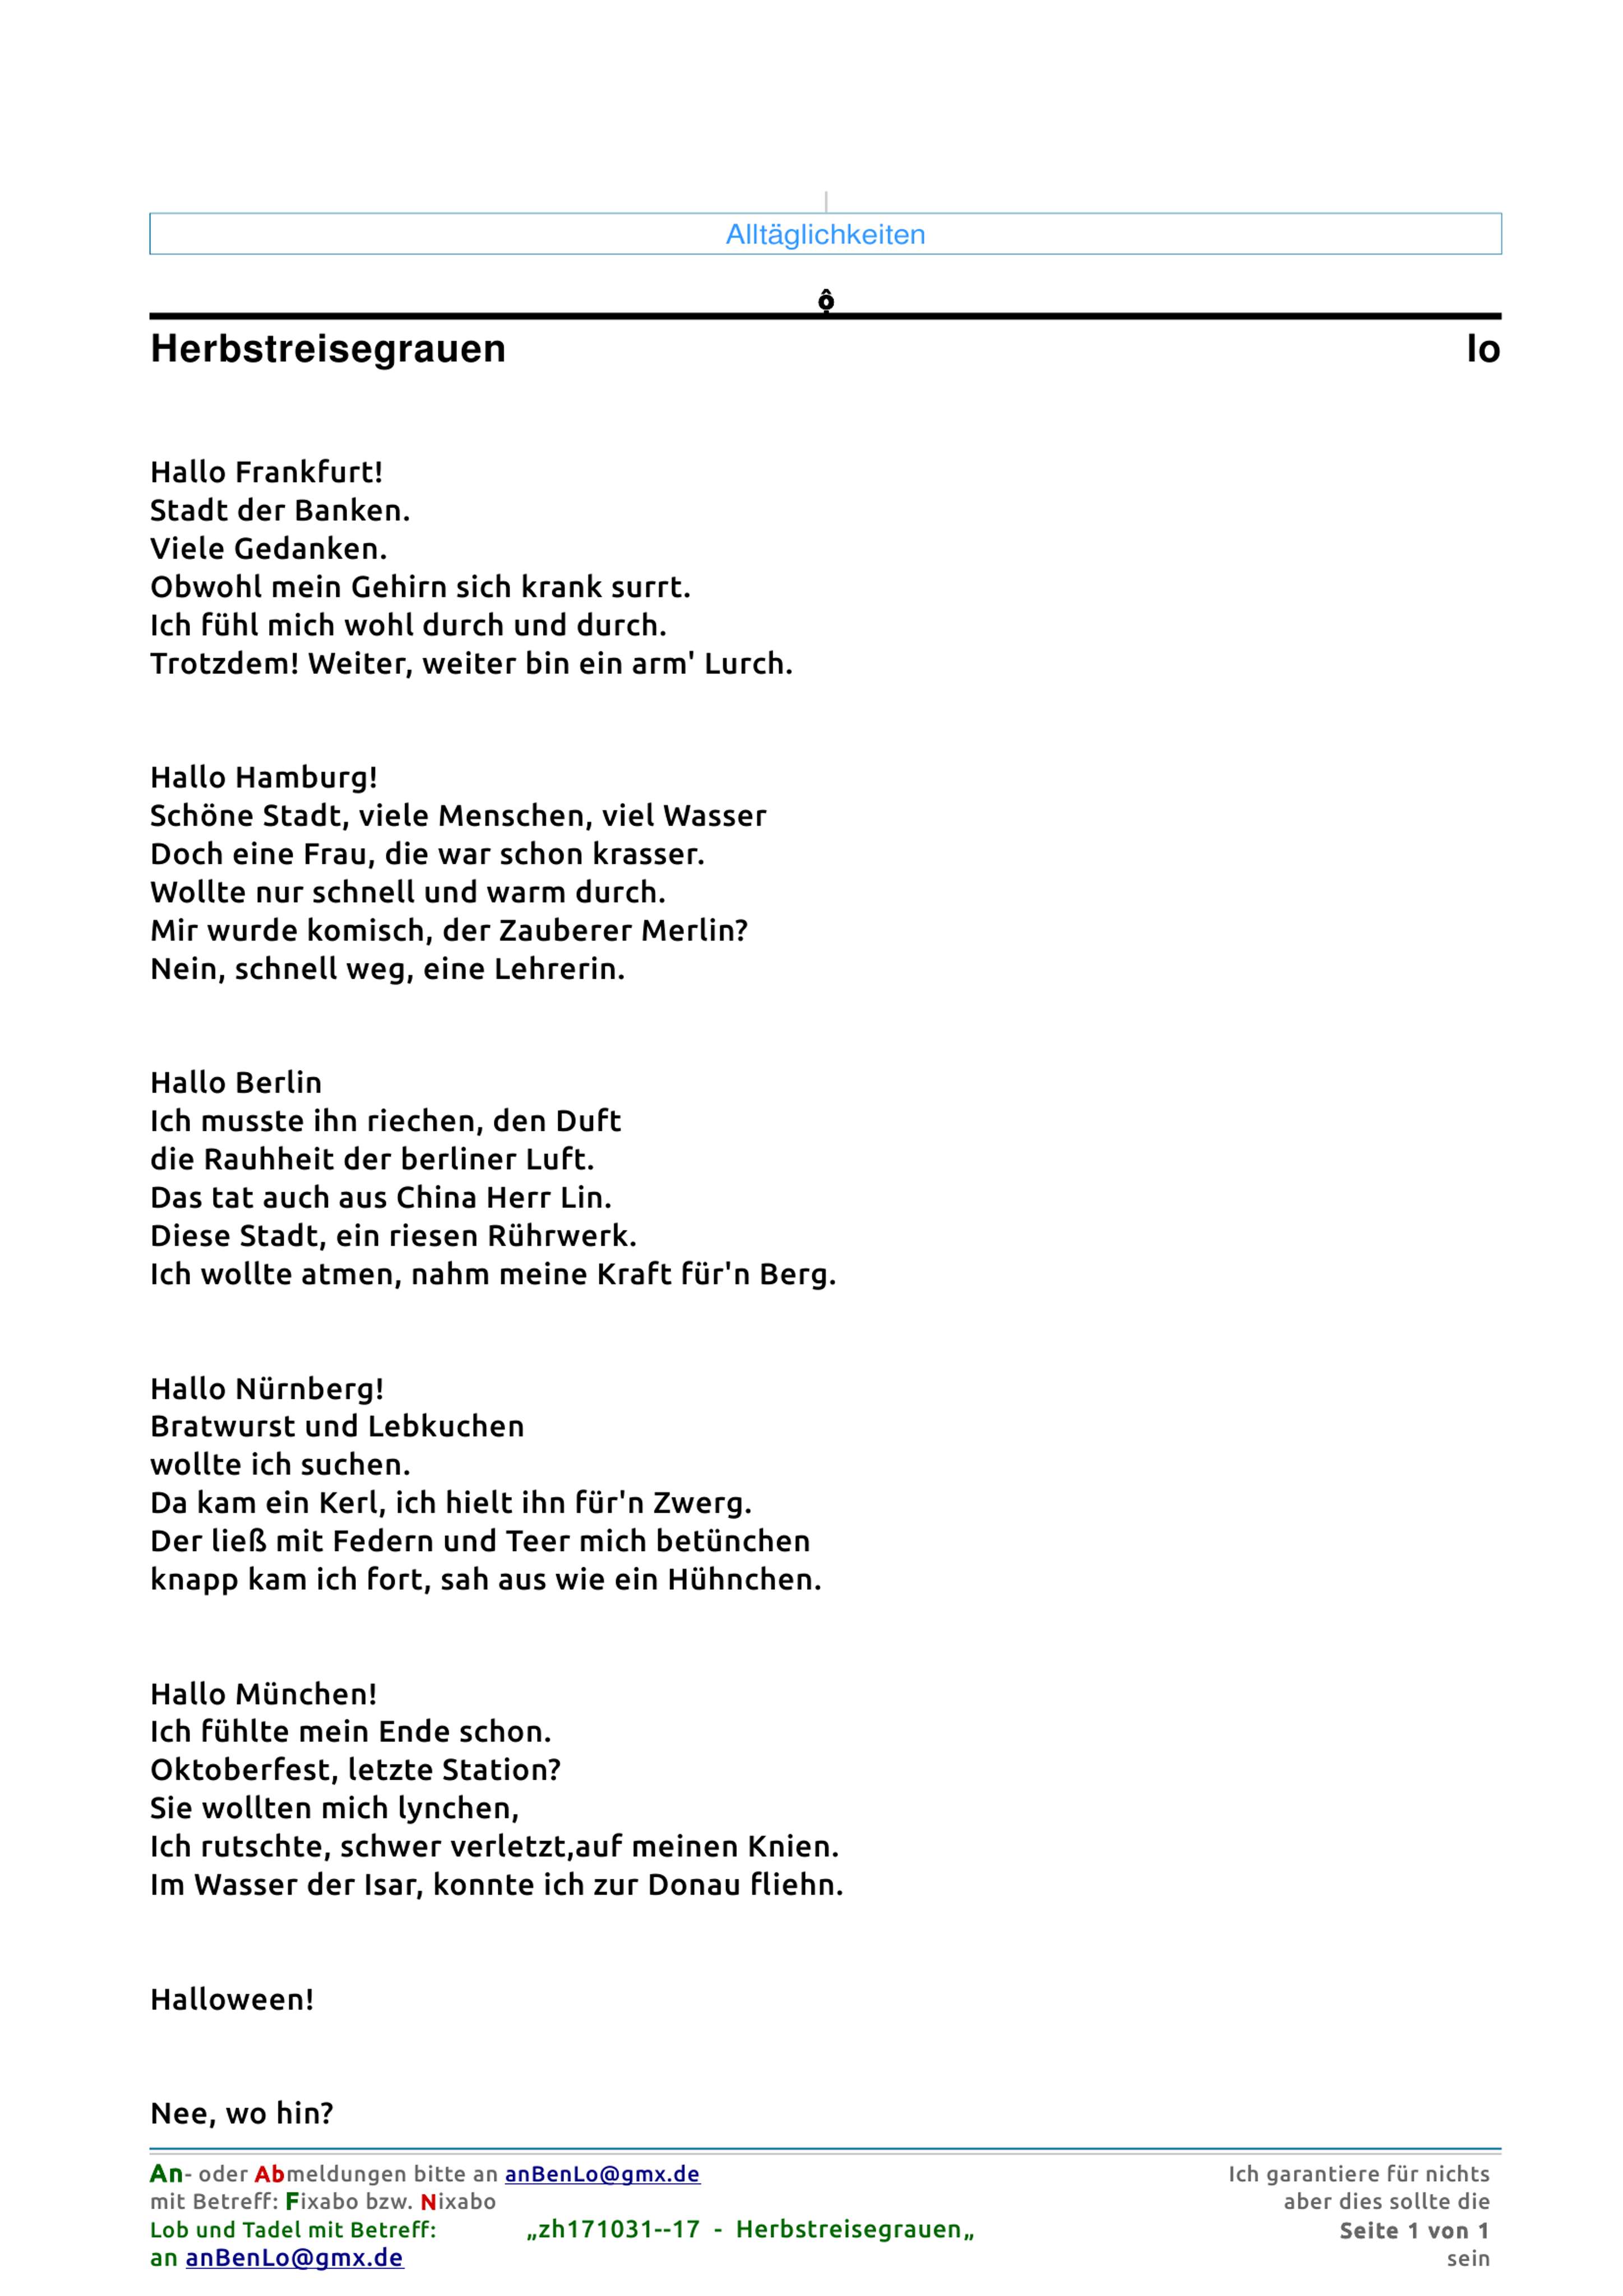 Alltäglichkeiten
ộ
Herbstreisegrauen lo
Hallo Frankfurt!
Stadt der Banken.
Viele Gedanken.
Obwohl mein Gehirn sich krank surrt.
Ich fühl mich wohl durch und durch.
Trotzdem! Weiter, weiter bin ein arm' Lurch.
Hallo Hamburg!
Schöne Stadt, viele Menschen, viel Wasser
Doch eine Frau, die war schon krasser.
Wollte nur schnell und warm durch.
Mir wurde komisch, der Zauberer Merlin?
Nein, schnell weg, eine Lehrerin.
Hallo Berlin
Ich musste ihn riechen, den Duft
die Rauhheit der berliner Luft.
Das tat auch aus China Herr Lin.
Diese Stadt, ein riesen Rührwerk.
Ich wollte atmen, nahm meine Kraft für'n Berg.
Hallo Nürnberg!
Bratwurst und Lebkuchen
wollte ich suchen.
Da kam ein Kerl, ich hielt ihn für'n Zwerg.
Der ließ mit Federn und Teer mich betünchen
knapp kam ich fort, sah aus wie ein Hühnchen.
Hallo München!
Ich fühlte mein Ende schon.
Oktoberfest, letzte Station?
Sie wollten mich lynchen,
Ich rutschte, schwer verletzt,auf meinen Knien.
Im Wasser der Isar, konnte ich zur Donau fliehn.
Halloween!
Nee, wo hin?
An- oder Abmeldungen bitte an anBenLo@gmx.de Ich garantiere für nichts
mit Betreff: Fixabo bzw. Nixabo aber dies sollte die
Lob und Tadel mit Betreff: „zh171031--17 - Herbstreisegrauen„ Seite 1 von 1
an anBenLo@gmx.de sein